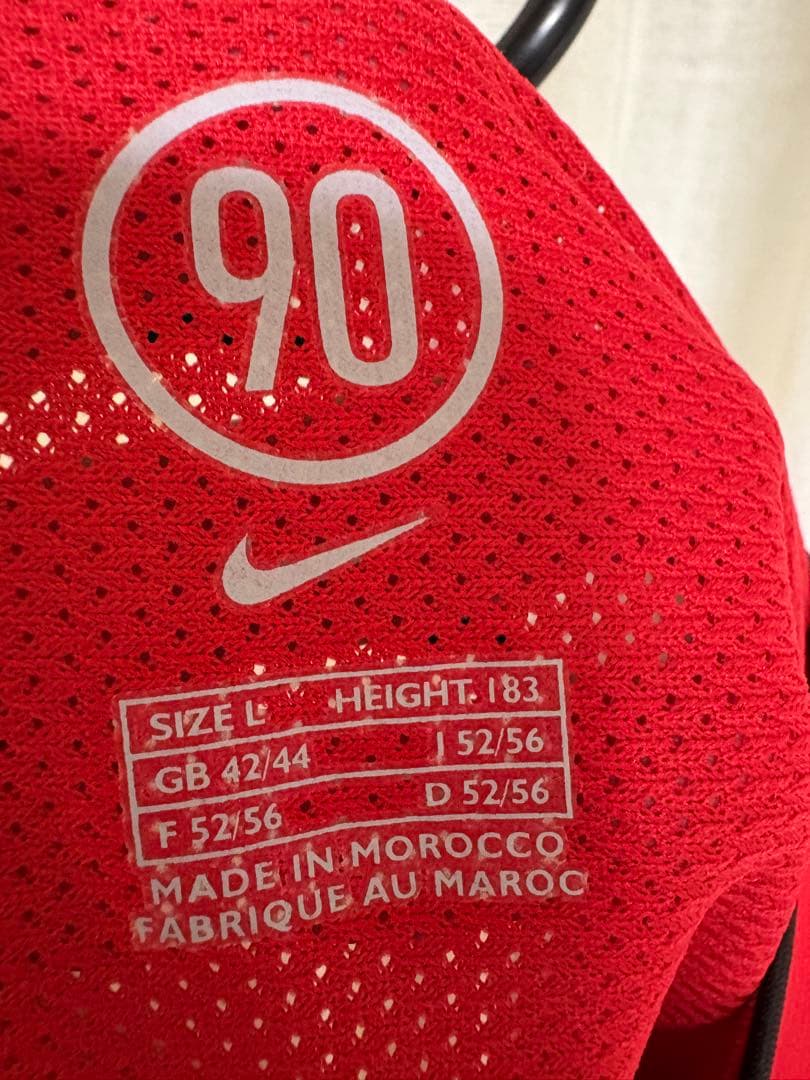 90
SIZE L HEIGHT. 183
GB 42/44 I 52/56
F 52/56 D 52/56
MADE IN MOROCCO
FABRIQUE AU MAROC